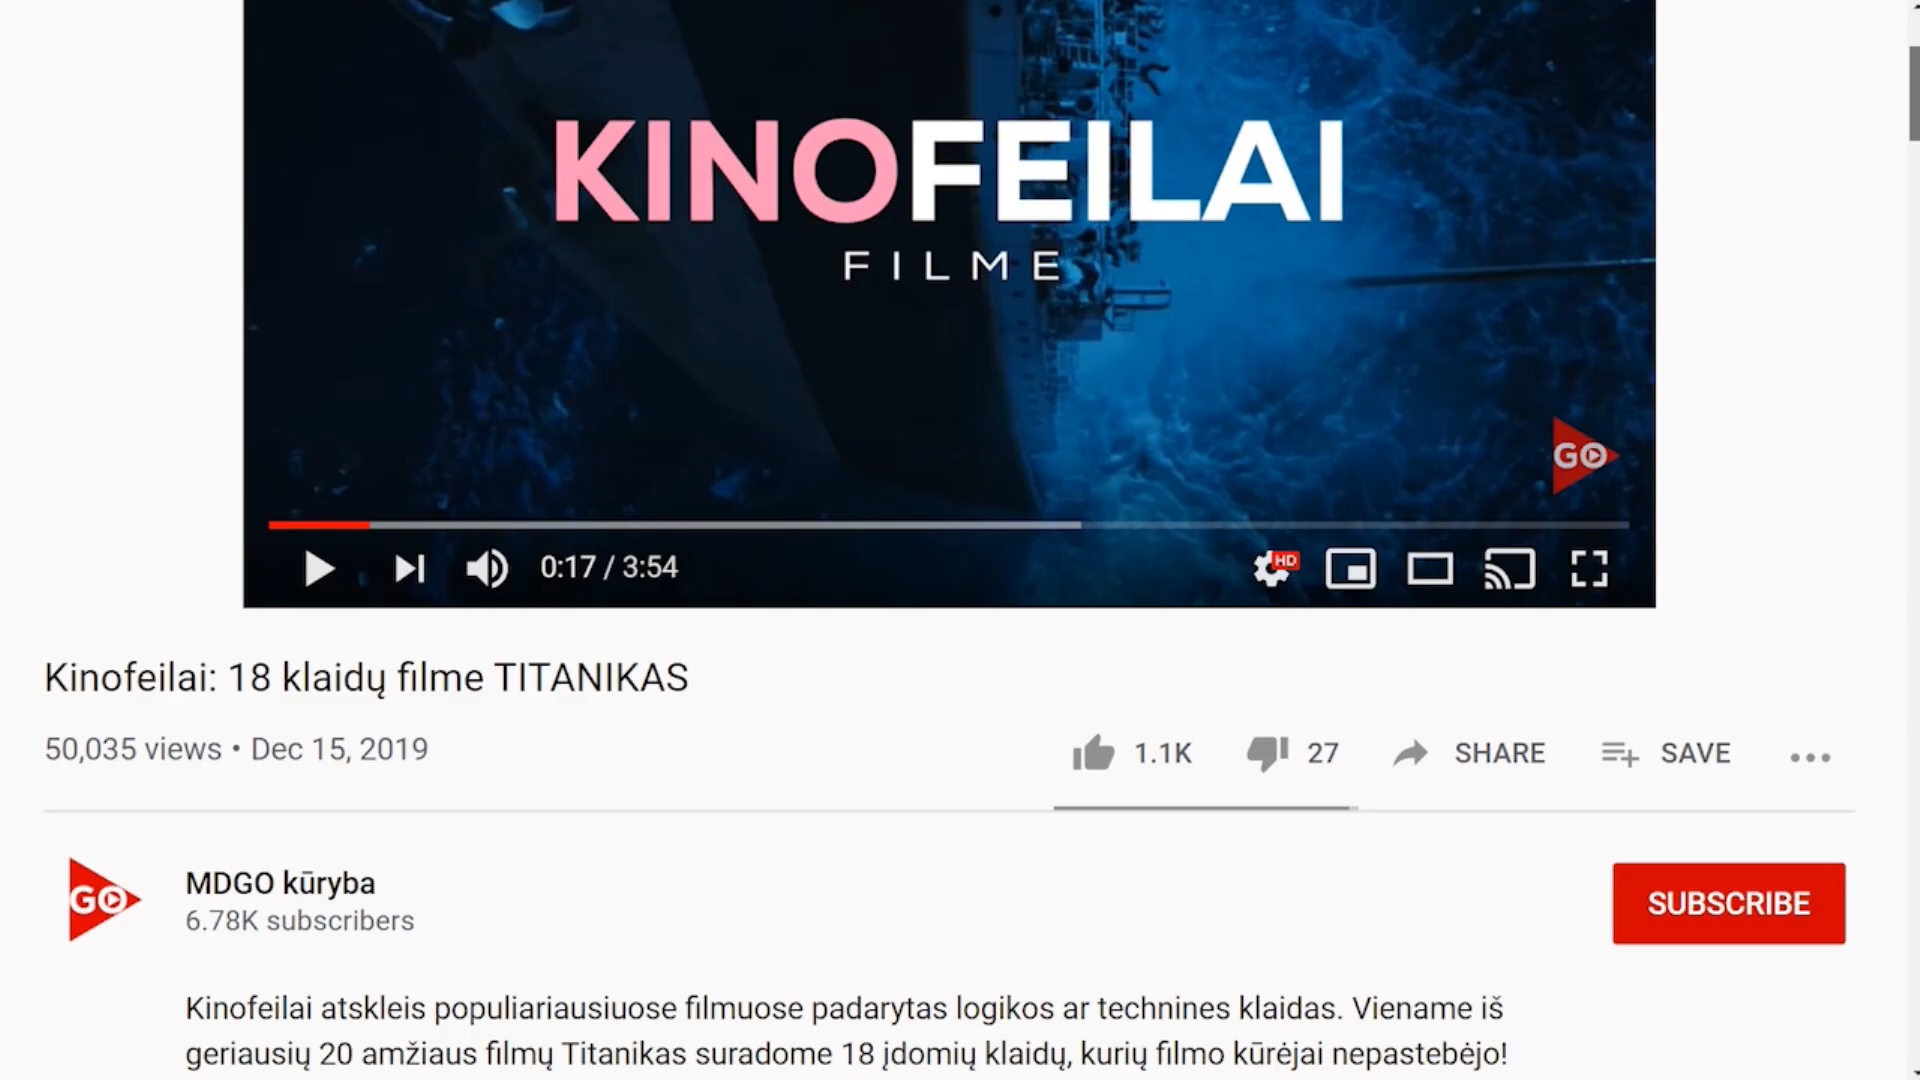 KINOFEILAI
FILME
GO
0:17 / 3:54
HD
Kinofeilai: 18 klaidų filme TITANIKAS
50,035 views • Dec 15, 2019
1.1K
27
SHARE
SAVE
GO
MDGO kūryba
6.78K subscribers
SUBSCRIBE
Kinofeilai atskleis populiariausiuose filmuose padarytas logikos ar technines klaidas. Viename iš
geriausių 20 amžiaus filmų Titanikas suradome 18 įdomių klaidų, kurių filmo kūrėjai nepastebėjo!